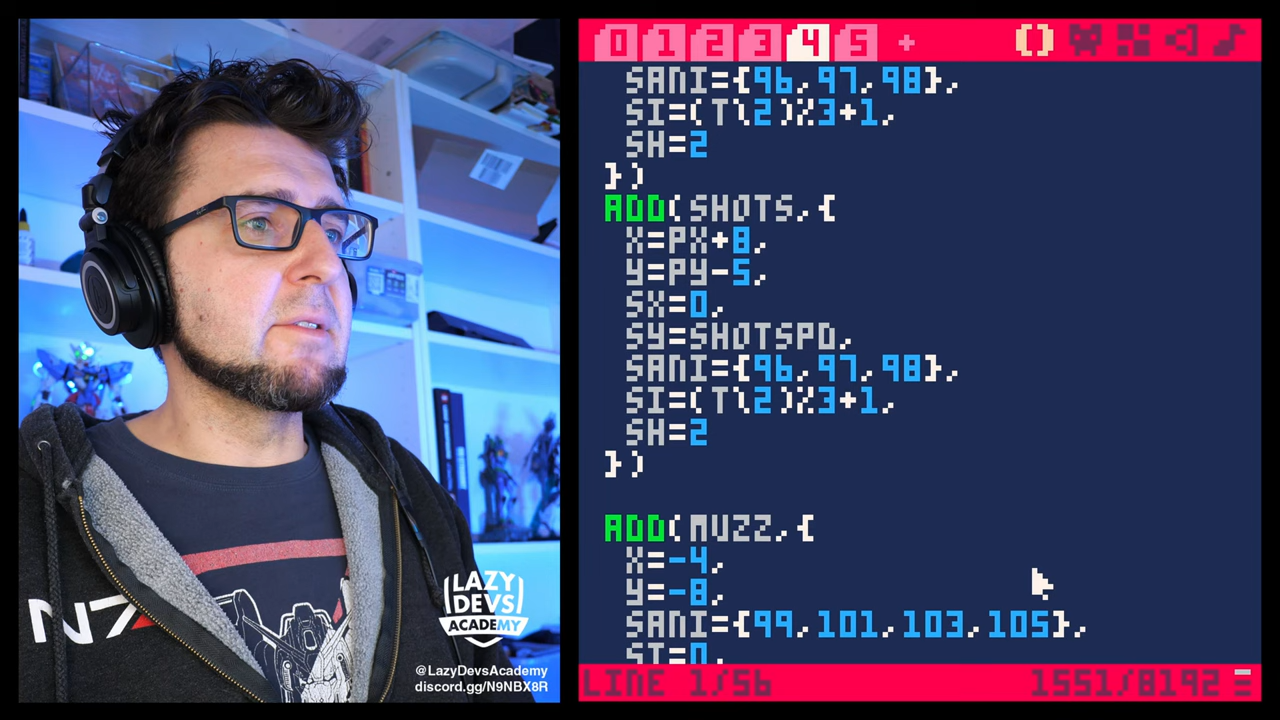 N7
LAZY
DEVS
ACADEMY
@LazyDevsAcademy
discord.gg/N9NBX8R
0 1 2 3 4 5 +
SANI={96,97,98},
SI=(T\2)%3+1,
SH=2
})
ADD(SHOTS,{
X=PX+8,
Y=PY-5,
SX=0,
SY=SHOTSPD,
SANI={96,97,98},
SI=(T\2)%3+1,
SH=2
})
ADD(MUZZ,{
X=-4,
Y=-8,
SANI={99,101,103,105},
SI=0,
LINE 1/56
1551/8192